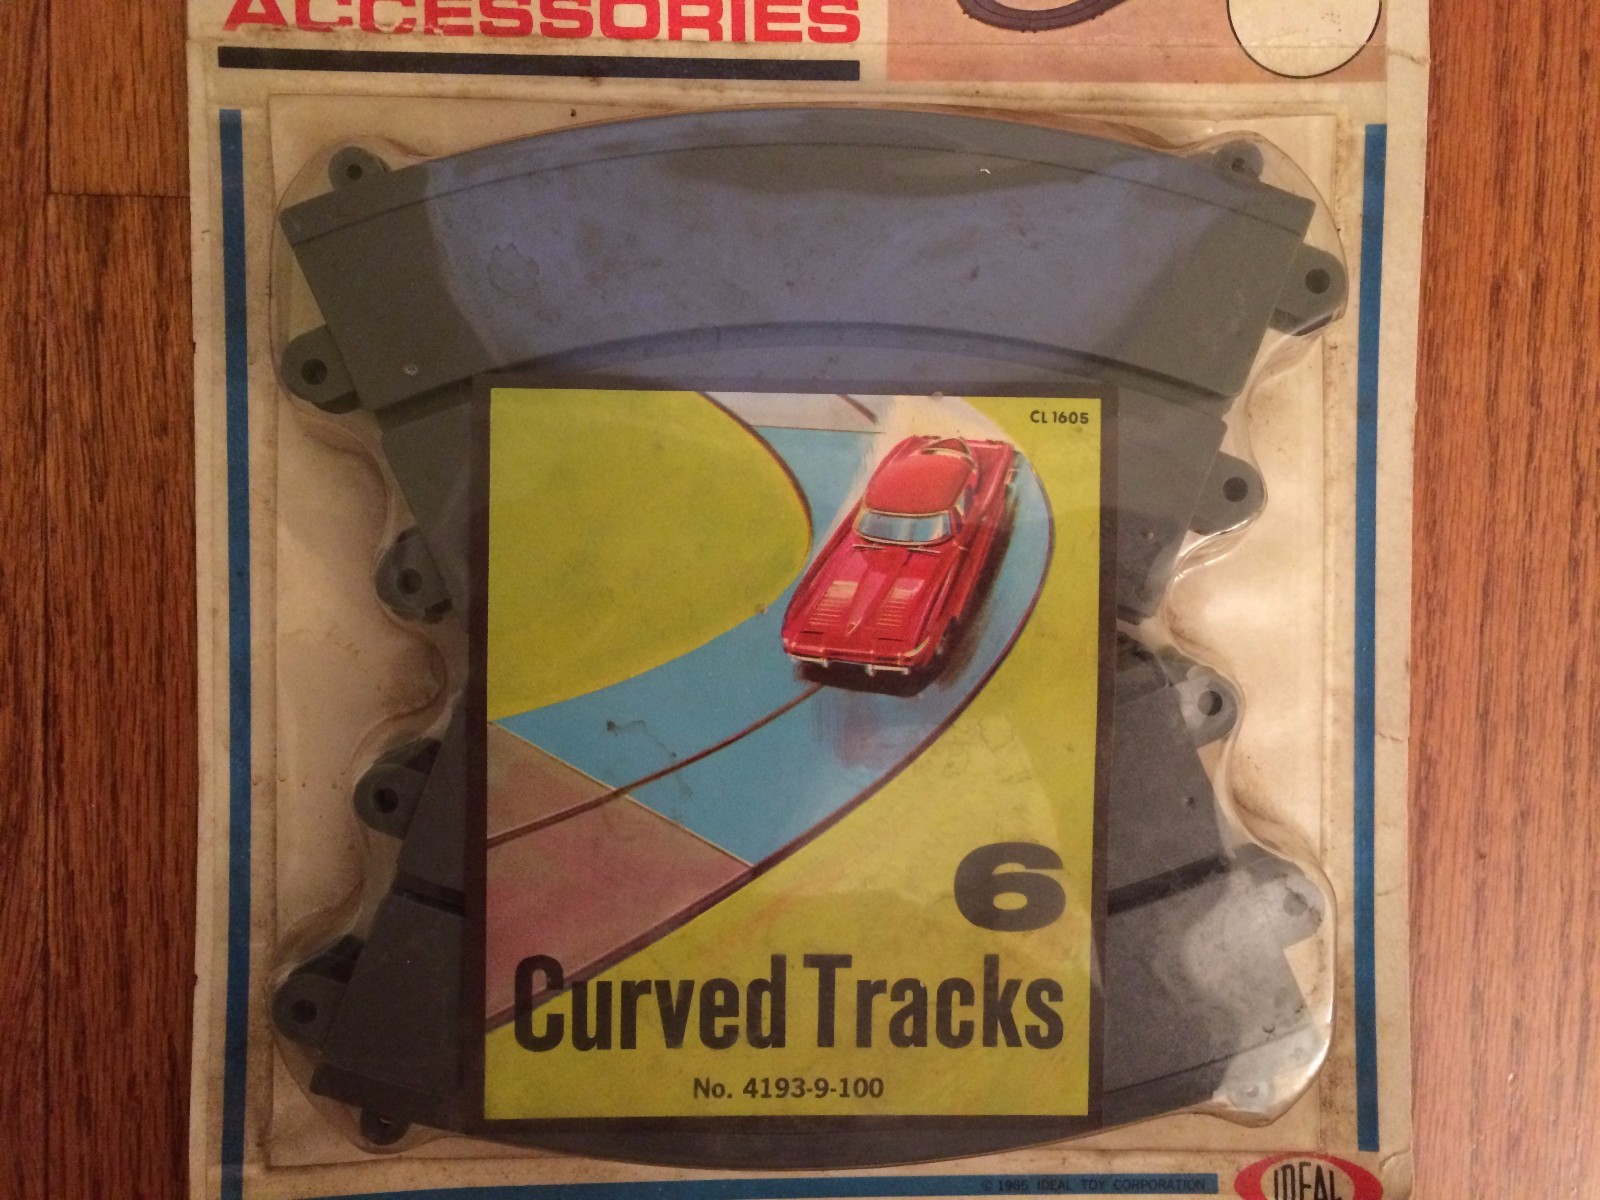 ACCESSORIES
CL 1605
6
Curved Tracks
No. 4193-9-100
© 1965 IDEAL TOY CORPORATION
IDEAL